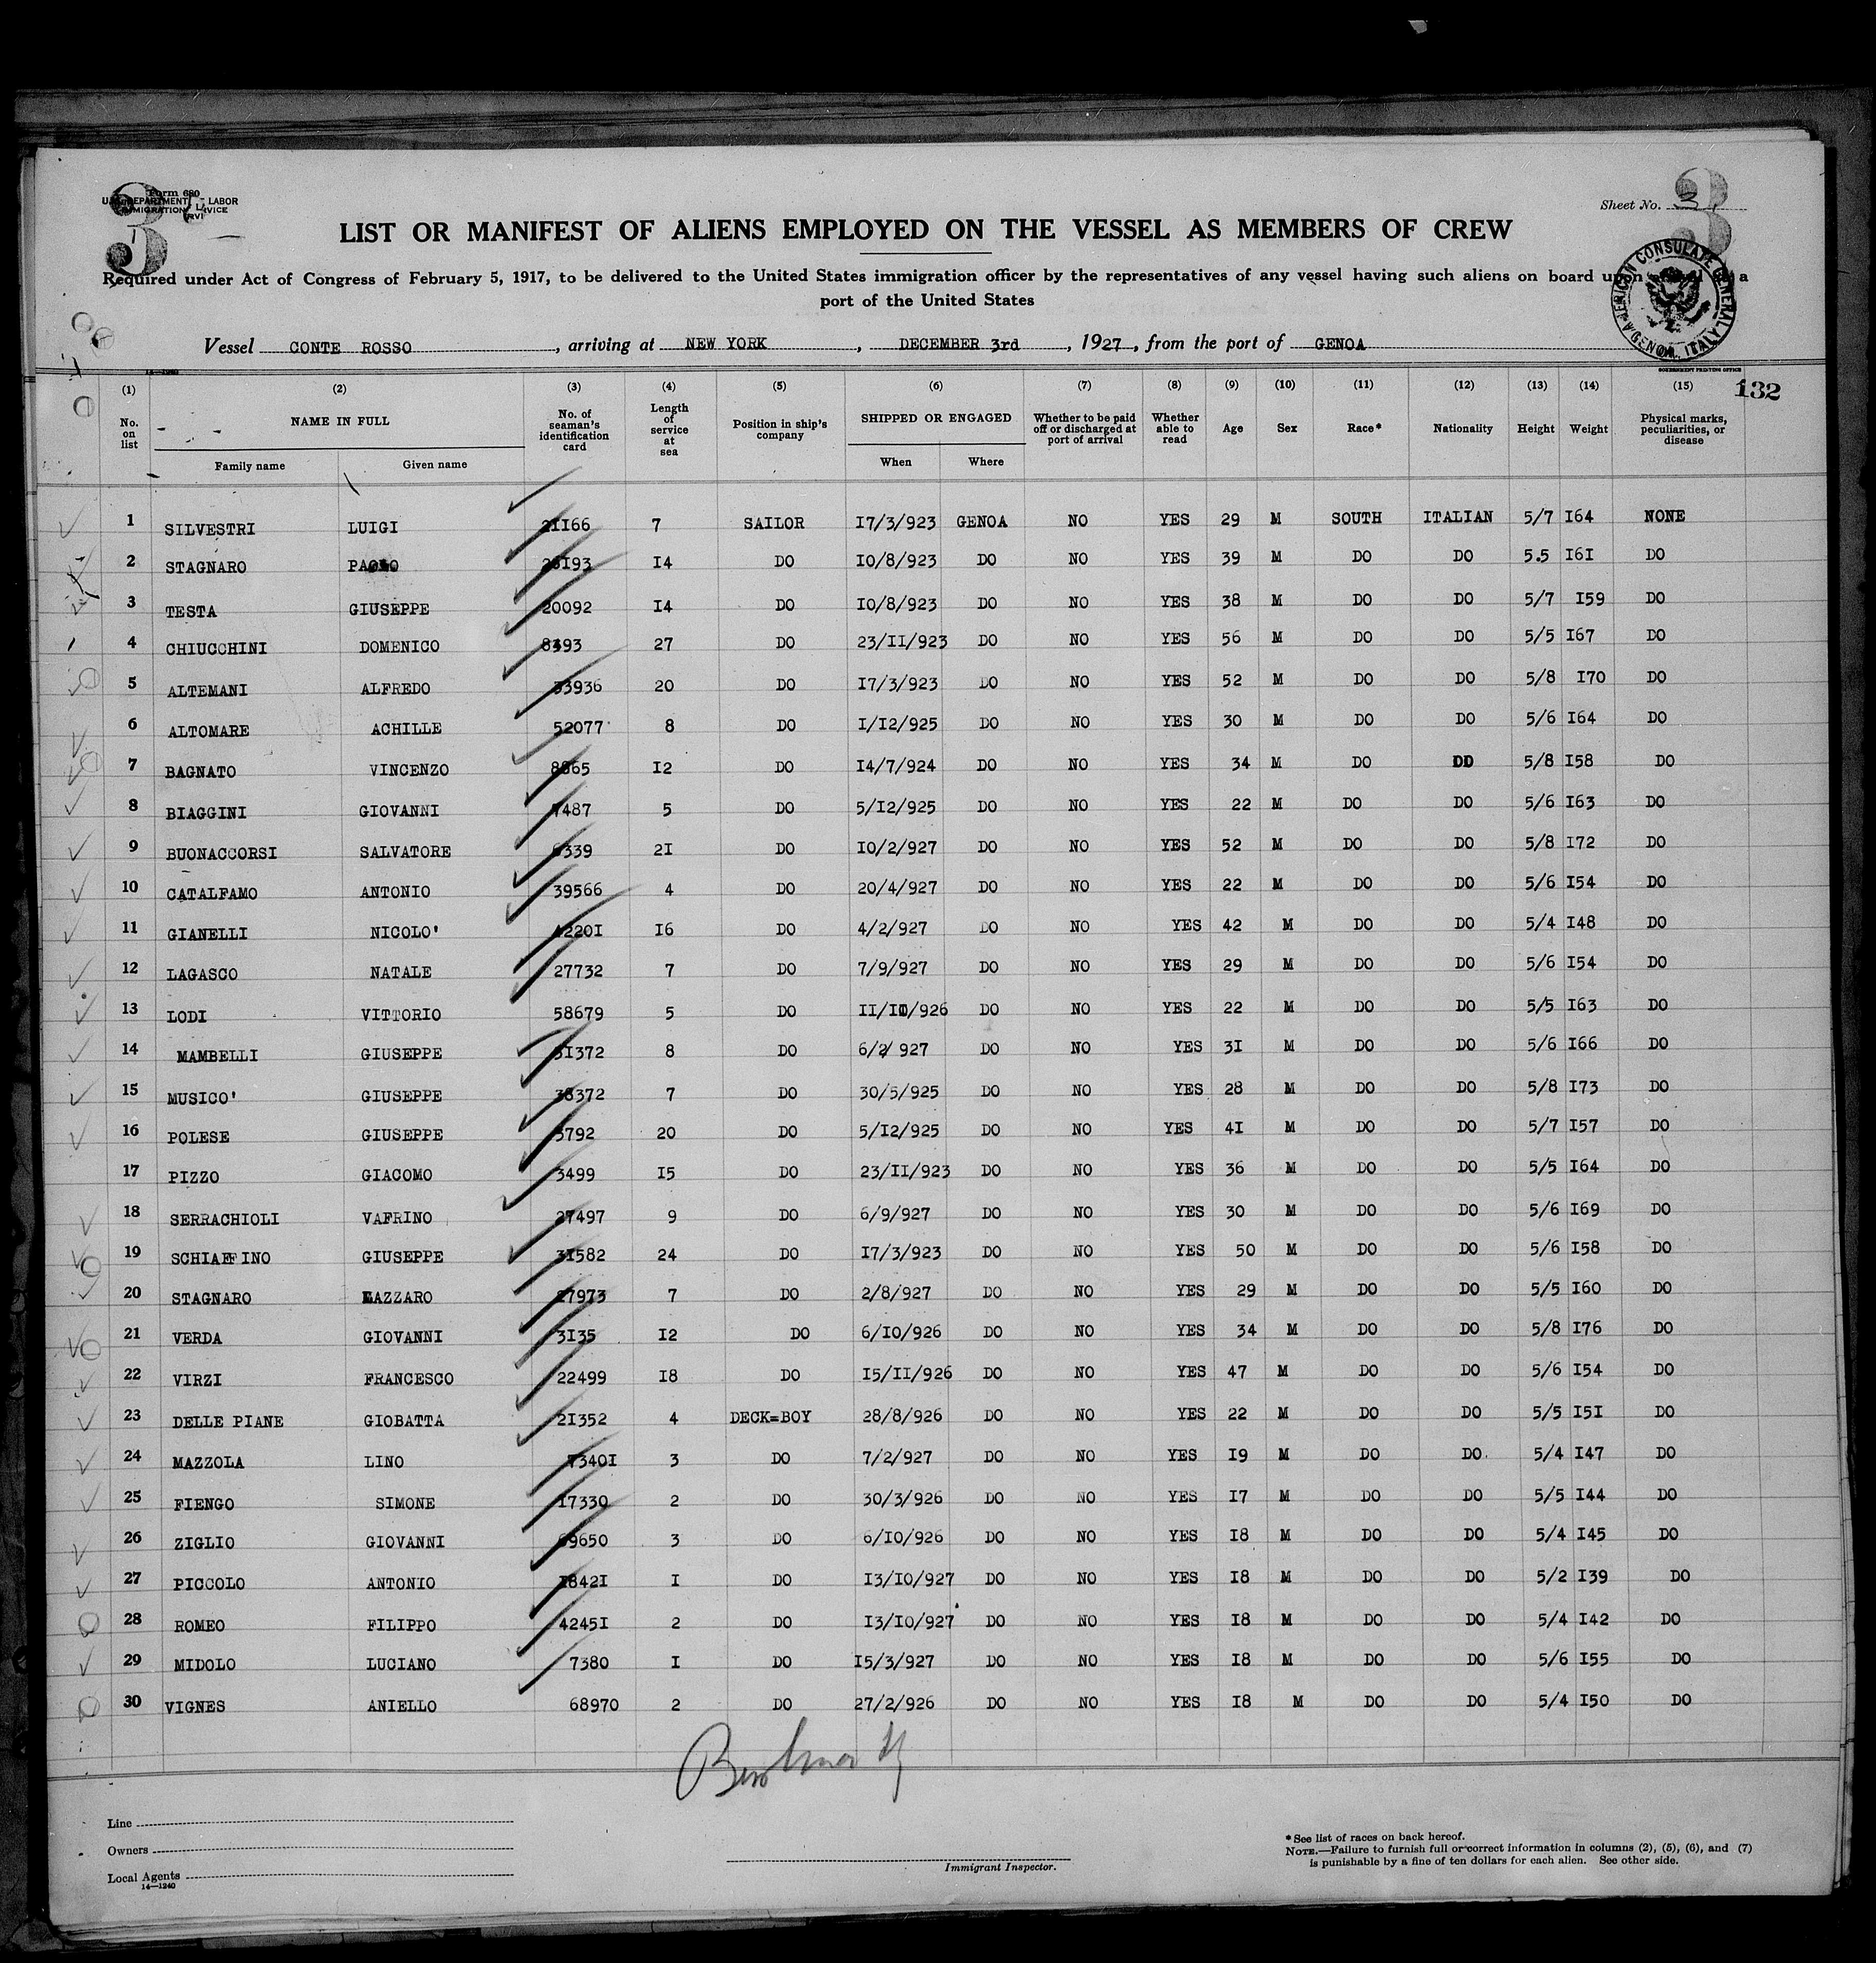 Form 680
U.S. DEPARTMENT OF LABOR
IMMIGRATION SERVICE
3
3
Sheet No. 3
LIST OR MANIFEST OF ALIENS EMPLOYED ON THE VESSEL AS MEMBERS OF CREW
Required under Act of Congress of February 5, 1917, to be delivered to the United States immigration officer by the representatives of any vessel having such aliens on board upon arrival at a
port of the United States
AMERICAN CONSULATE GENERAL GENOA, ITALY
Vessel CONTE ROSSO, arriving at NEW YORK, DECEMBER 3rd, 1927, from the port of GENOA
14—1240 GOVERNMENT PRINTING OFFICE
132
(1) (2) (3) (4) (5) (6) (7) (8) (9) (10) (11) (12) (13) (14) (15)
No. on list NAME IN FULL Family name Given name No. of seaman's identification card Length of service at sea Position in ship's company SHIPPED OR ENGAGED When Where Whether to be paid off or discharged at port of arrival Whether able to read Age Sex Race* Nationality Height Weight Physical marks, peculiarities, or disease
1 SILVESTRI LUIGI 21166 7 SAILOR 17/3/923 GENOA NO YES 29 M SOUTH ITALIAN 5/7 164 NONE
2 STAGNARO PAOLO 14 DO 10/8/923 DO NO YES 39 M DO DO 5.5 161 DO
3 TESTA GIUSEPPE 20092 14 DO 10/8/923 DO NO YES 38 M DO DO 5/7 159 DO
4 CHIUCCHINI DOMENICO 8493 27 DO 23/11/923 DO NO YES 56 M DO DO 5/5 167 DO
5 ALTEMANI ALFREDO 33936 20 DO 17/3/923 DO NO YES 52 M DO DO 5/8 170 DO
6 ALTOMARE ACHILLE 52077 8 DO 1/12/925 DO NO YES 30 M DO DO 5/6 164 DO
7 BAGNATO VINCENZO 12 DO 14/7/924 DO NO YES 34 M DO DD 5/8 158 DO
8 BIAGGINI GIOVANNI 7487 5 DO 5/12/925 DO NO YES 22 M DO DO 5/6 163 DO
9 BUONACCORSI SALVATORE 21 DO 10/2/927 DO NO YES 52 M DO DO 5/8 172 DO
10 CATALFAMO ANTONIO 39566 4 DO 20/4/927 DO NO YES 22 M DO DO 5/6 154 DO
11 GIANELLI NICOLO' 42201 16 DO 4/2/927 DO NO YES 42 M DO DO 5/4 148 DO
12 LAGASCO NATALE 27732 7 DO 7/9/927 DO NO YES 29 M DO DO 5/6 154 DO
13 LODI VITTORIO 58679 5 DO 11/10/926 DO NO YES 22 M DO DO 5/5 163 DO
14 MAMBELLI GIUSEPPE 31372 8 DO 6/2/ 927 DO NO YES 31 M DO DO 5/6 166 DO
15 MUSICO' GIUSEPPE 38372 7 DO 30/5/925 DO NO YES 28 M DO DO 5/8 173 DO
16 POLESE GIUSEPPE 3792 20 DO 5/12/925 DO NO YES 41 M DO DO 5/7 157 DO
17 PIZZO GIACOMO 3499 15 DO 23/11/923 DO NO YES 36 M DO DO 5/5 164 DO
18 SERRACHIOLI VAFRINO 27497 9 DO 6/9/927 DO NO YES 30 M DO DO 5/6 169 DO
19 SCHIAFFINO GIUSEPPE 31582 24 DO 17/3/923 DO NO YES 50 M DO DO 5/6 158 DO
20 STAGNARO 27973 7 DO 2/8/927 DO NO YES 29 M DO DO 5/5 160 DO
21 VERDA GIOVANNI 3135 12 DO 6/10/926 DO NO YES 34 M DO DO 5/8 176 DO
22 VIRZI FRANCESCO 22499 18 DO 15/11/926 DO NO YES 47 M DO DO 5/6 154 DO
23 DELLE PIANE GIOBATTA 21352 4 DECK=BOY 28/8/926 DO NO YES 22 M DO DO 5/5 151 DO
24 MAZZOLA LINO 73401 3 DO 7/2/927 DO NO YES 19 M DO DO. 5/4 147 DO
25 FIENGO SIMONE 17330 2 DO 30/3/926 DO NO YES 17 M DO DO 5/5 144 DO
26 ZIGLIO GIOVANNI 69650 3 DO 6/10/926 DO NO YES 18 M DO DO 5/4 145 DO
27 PICCOLO ANTONIO 18421 1 DO 13/10/927 DO NO YES 18 M DO DO 5/2 139 DO
28 ROMEO FILIPPO 42451 2 DO 13/10/927 DO NO YES 18 M DO DO 5/4 142 DO
29 MIDOLO LUCIANO 7380 1 DO 15/3/927 DO NO YES 18 M DO DO 5/6 155 DO
30 VIGNES ANIELLO 68970 2 DO 27/2/926 DO NO YES 18 M DO DO 5/4 150 DO
Line
Owners
Local Agents
14—1240
Immigrant Inspector.
* See list of races on back hereof.
NOTE.—Failure to furnish full or correct information in columns (2), (5), (6), and (7)
is punishable by a fine of ten dollars for each alien. See other side.